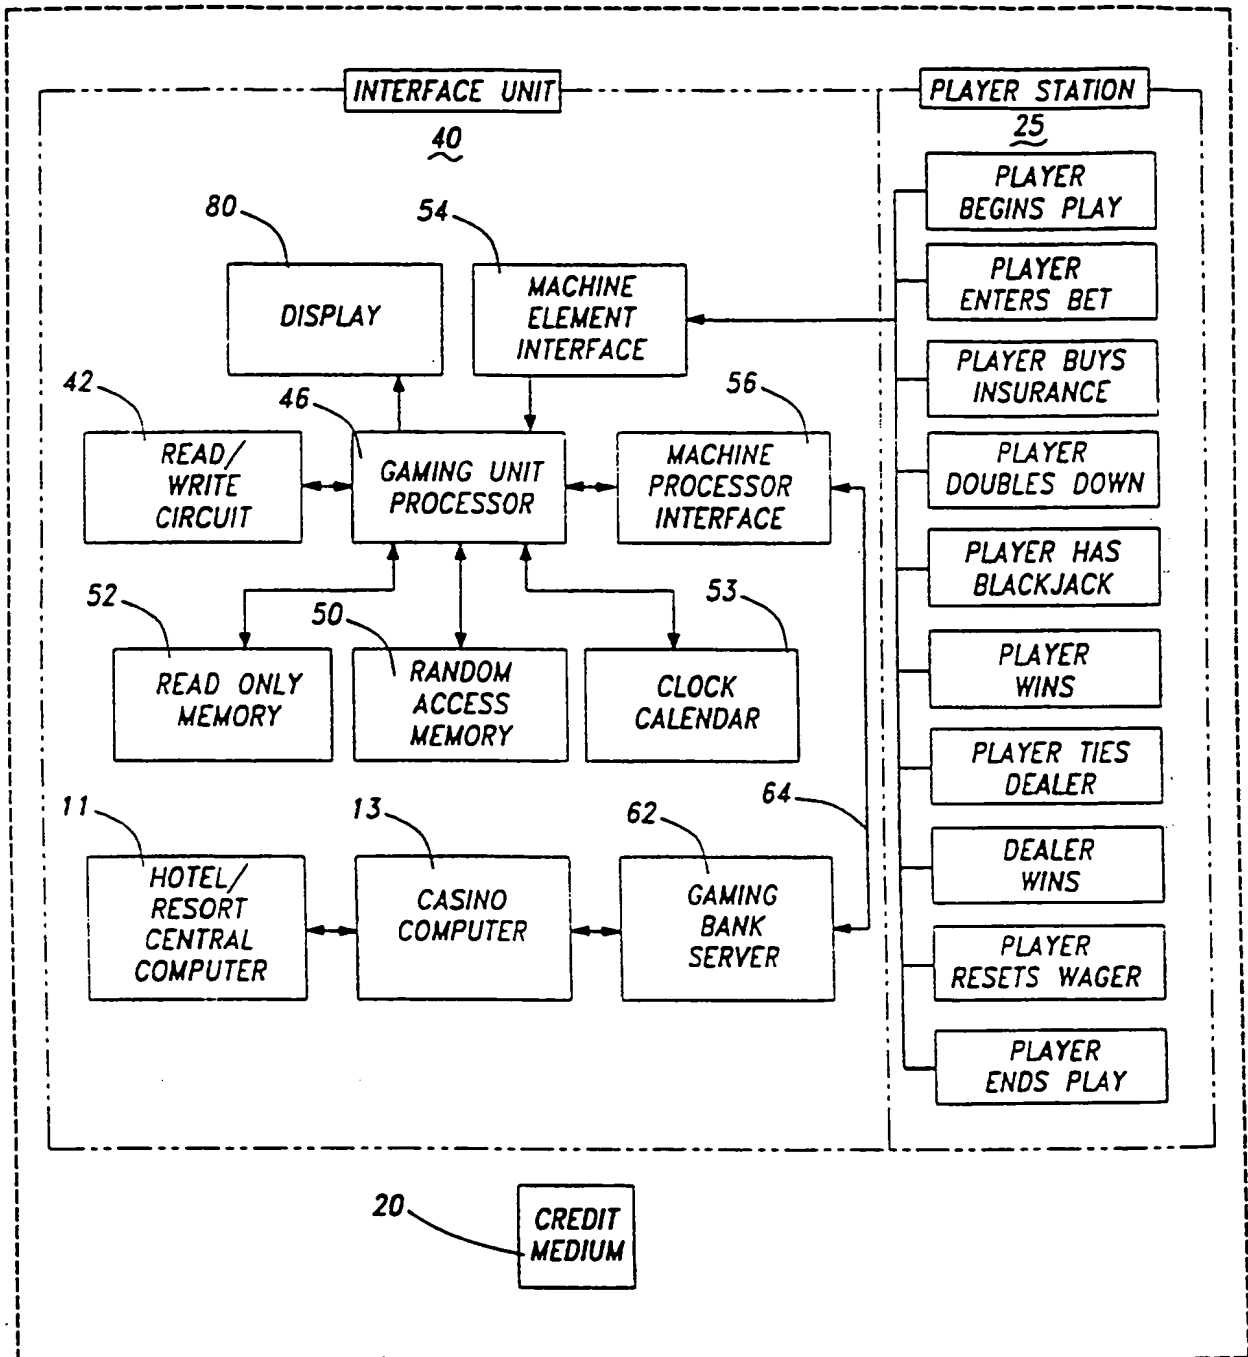 INTERFACE UNIT
40
PLAYER STATION
25
80
54
DISPLAY
MACHINE
ELEMENT
INTERFACE
42
46
56
READ/
WRITE
CIRCUIT
GAMING UNIT
PROCESSOR
MACHINE
PROCESSOR
INTERFACE
52
50
53
READ ONLY
MEMORY
RANDOM
ACCESS
MEMORY
CLOCK
CALENDAR
64
11
13
62
HOTEL/
RESORT
CENTRAL
COMPUTER
CASINO
COMPUTER
GAMING
BANK
SERVER
PLAYER
BEGINS PLAY
PLAYER
ENTERS BET
PLAYER BUYS
INSURANCE
PLAYER
DOUBLES DOWN
PLAYER HAS
BLACKJACK
PLAYER
WINS
PLAYER TIES
DEALER
DEALER
WINS
PLAYER
RESETS WAGER
PLAYER
ENDS PLAY
20
CREDIT
MEDIUM